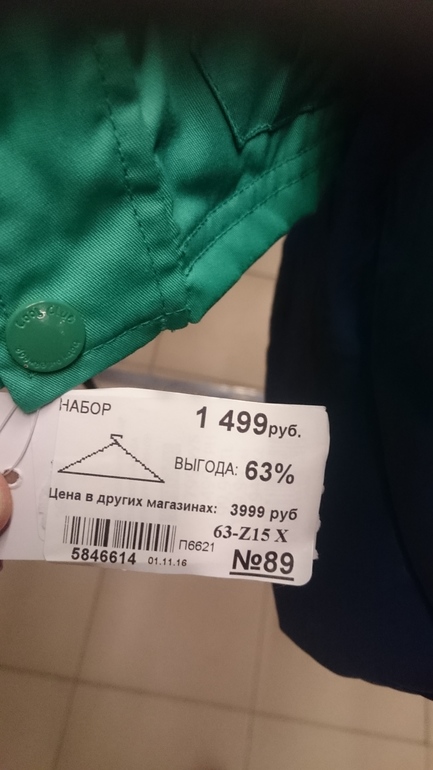 НАБОР
1 499руб.
ВЫГОДА: 63%
Цена в других магазинах: 3999 руб
63-Z15 X
П6621
5846614 01.11.16
№89